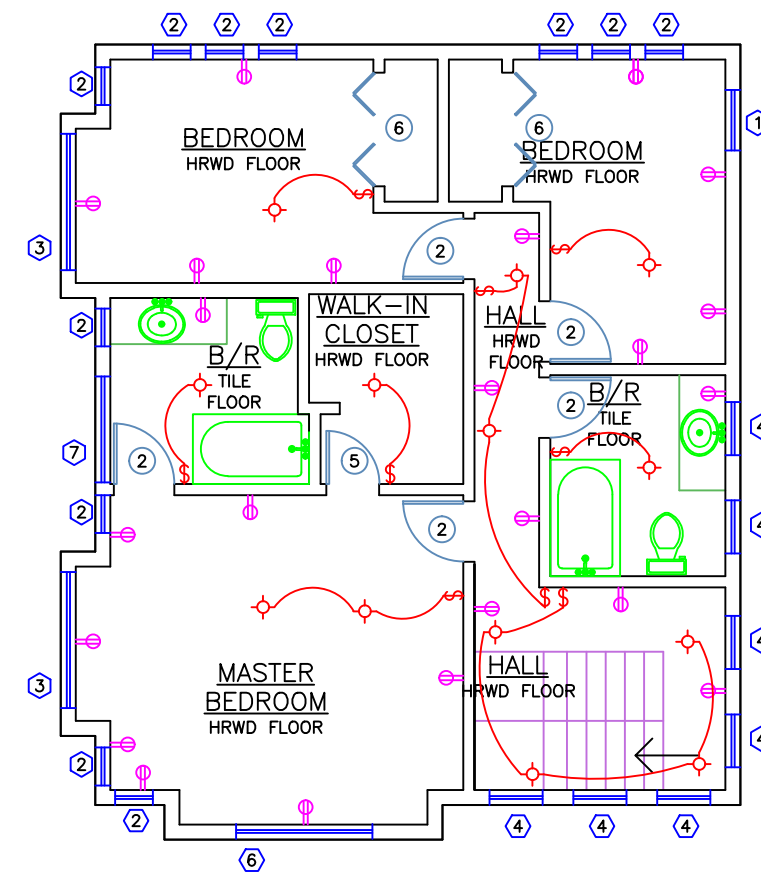 2 2 2 2 2 2
2
1
6 6
BEDROOM
HRWD FLOOR
BEDROOM
HRWD FLOOR
3
2
2
WALK-IN
CLOSET
HRWD FLOOR
HALL
HRWD
FLOOR
2
B/R
TILE
FLOOR
2
B/R
TILE
FLOOR
7
2
5
4
2
2
4
4
3
MASTER
BEDROOM
HRWD FLOOR
HALL
HRWD FLOOR
4
2
2
4 4 4
6